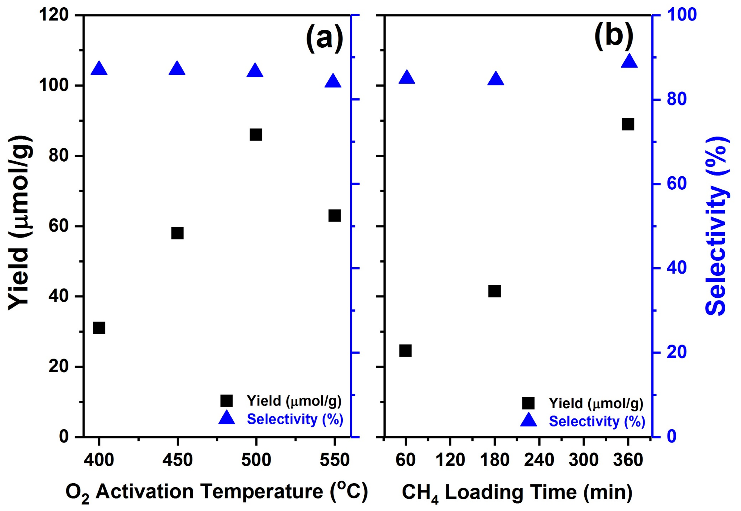 (a)
(b)
120
100
80
60
40
20
0
Yield (μmol/g)
Yield (μmol/g)
Selectivity (%)
400 450 500 550
O₂ Activation Temperature (°C)
Yield (μmol/g)
Selectivity (%)
60 120 180 240 300 360
CH₄ Loading Time (min)
100
80
60
40
20
0
Selectivity (%)